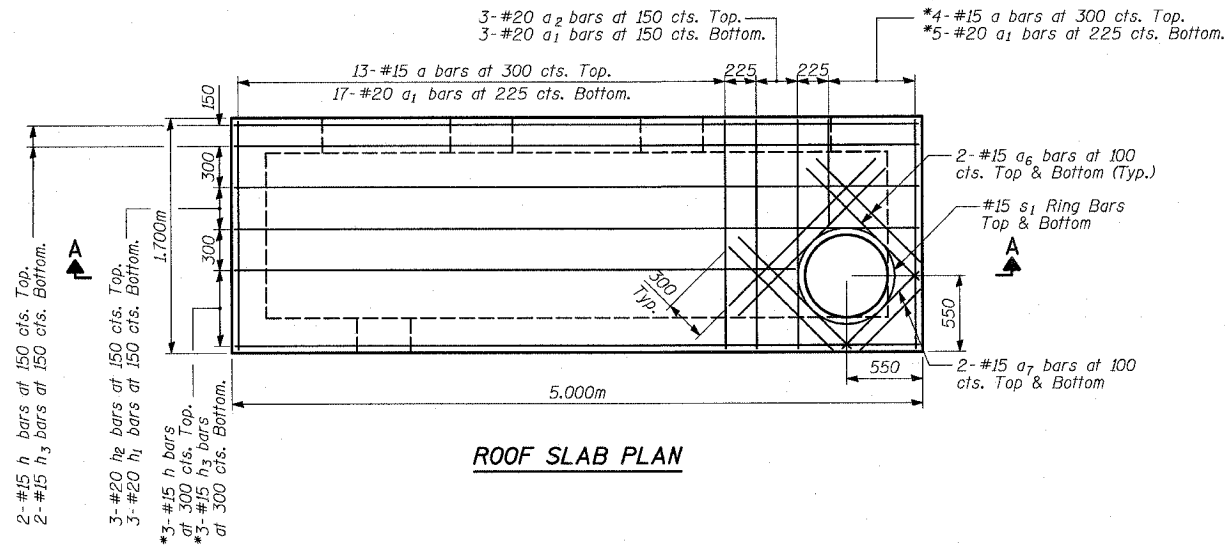 3-#20 a2 bars at 150 cts. Top.
3-#20 a1 bars at 150 cts. Bottom.
*4-#15 a bars at 300 cts. Top.
*5-#20 a1 bars at 225 cts. Bottom.
13-#15 a bars at 300 cts. Top.
17-#20 a1 bars at 225 cts. Bottom.
225
225
150
300
300
1.700m
2-#15 a6 bars at 100
cts. Top & Bottom (Typ.)
#15 s1 Ring Bars
Top & Bottom
A
A
300
Typ.
550
550
2-#15 a7 bars at 100
cts. Top & Bottom
5.000m
2-#15 h bars at 150 cts. Top.
2-#15 h3 bars at 150 cts. Bottom.
3-#20 h2 bars at 150 cts. Top.
3-#20 h1 bars at 150 cts. Bottom.
*3-#15 h bars
at 300 cts. Top.
*3-#15 h3 bars
at 300 cts. Bottom.
ROOF SLAB PLAN